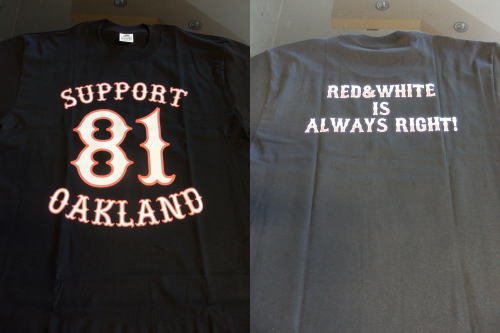 SUPPORT
81
OAKLAND
RED&WHITE
IS
ALWAYS RIGHT!